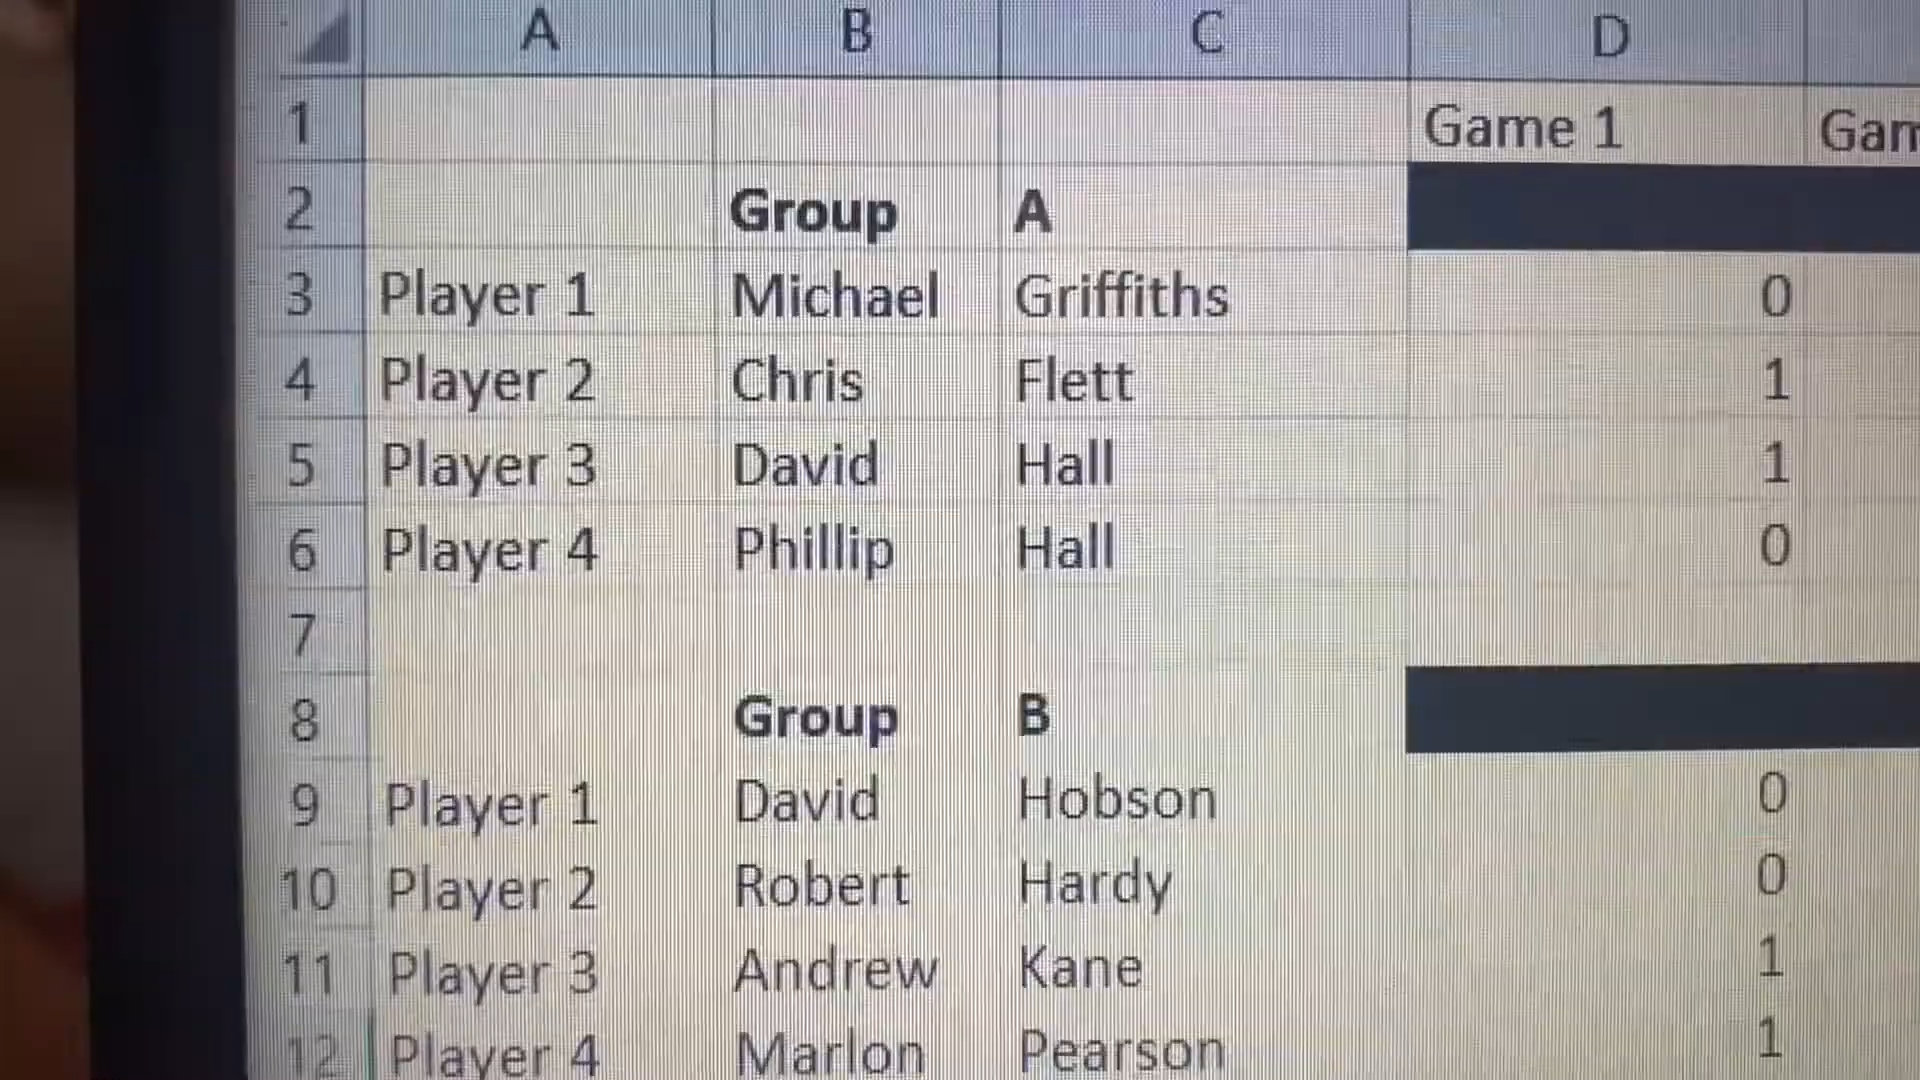 A B C D
1 Game 1 Gam
2 Group A
3 Player 1 Michael Griffiths 0
4 Player 2 Chris Flett 1
5 Player 3 David Hall 1
6 Player 4 Phillip Hall 0
7
8 Group B
9 Player 1 David Hobson 0
10 Player 2 Robert Hardy 0
11 Player 3 Andrew Kane 1
12 Player 4 Marlon Pearson 1